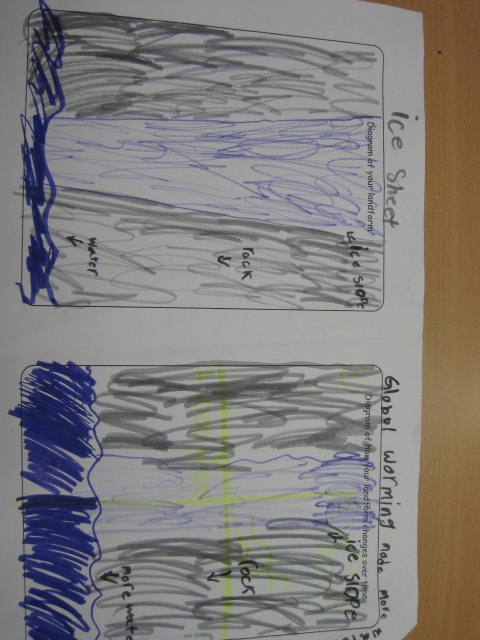 Ice Sheet
Diagram of your landform
ice slope
rock
water
Global worming made more
Diagram of how your landform changes over time
ice slope
rock
more water